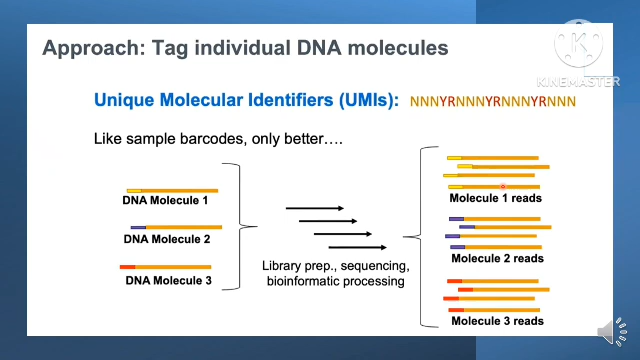 Approach: Tag individual DNA molecules
KINEMASTER
Unique Molecular Identifiers (UMIs): NNNYRNNNYRNNNYRNNN
Like sample barcodes, only better….
DNA Molecule 1
DNA Molecule 2
DNA Molecule 3
Library prep., sequencing,
bioinformatic processing
Molecule 1 reads
Molecule 2 reads
Molecule 3 reads